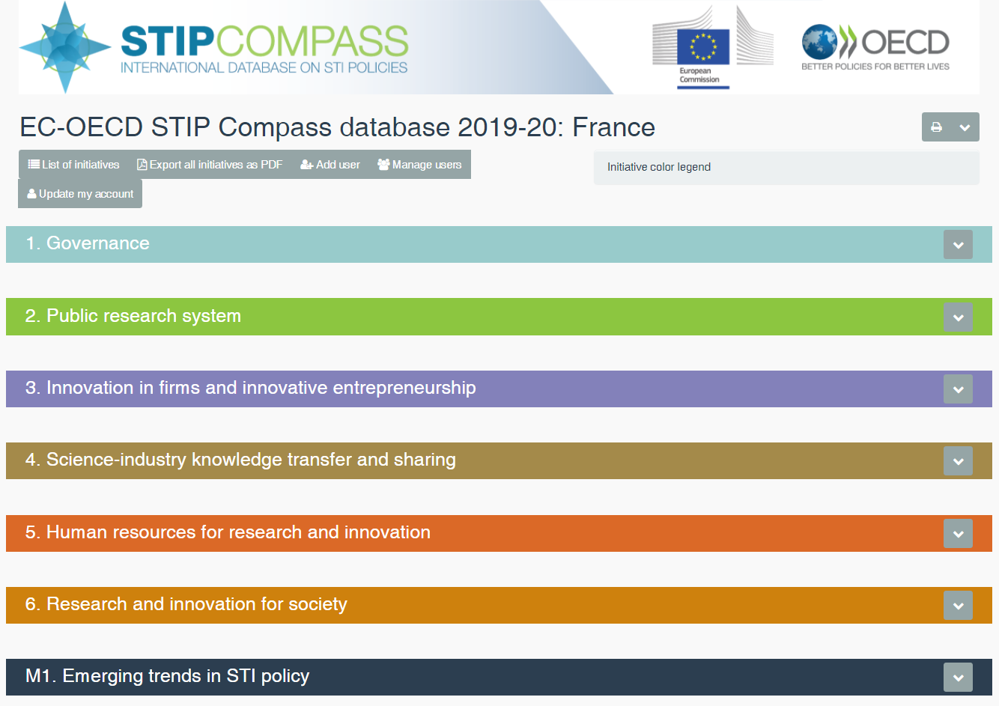 STIPCOMPASS
INTERNATIONAL DATABASE ON STI POLICIES
European
Commission
OECD
BETTER POLICIES FOR BETTER LIVES
EC-OECD STIP Compass database 2019-20: France
List of initiatives Export all initiatives as PDF Add user Manage users
Update my account
Initiative color legend
1. Governance
2. Public research system
3. Innovation in firms and innovative entrepreneurship
4. Science-industry knowledge transfer and sharing
5. Human resources for research and innovation
6. Research and innovation for society
M1. Emerging trends in STI policy